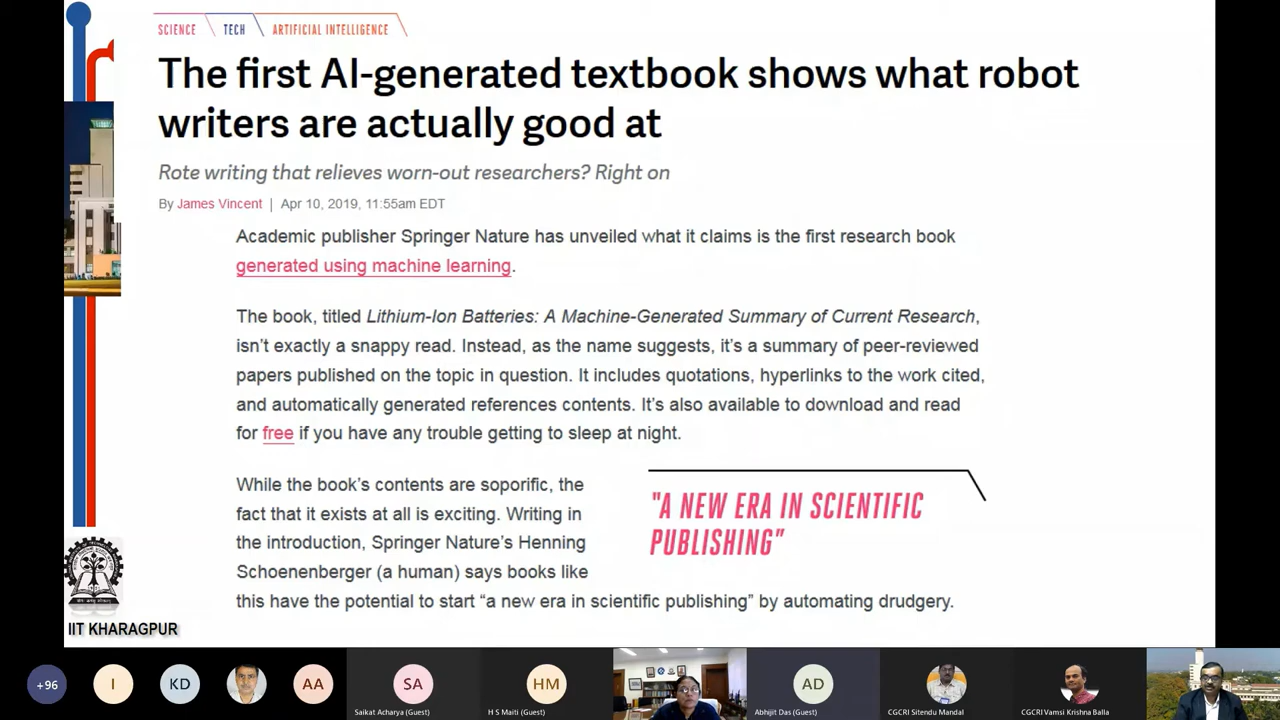 SCIENCE TECH ARTIFICIAL INTELLIGENCE
The first AI-generated textbook shows what robot
writers are actually good at
Rote writing that relieves worn-out researchers? Right on
By James Vincent | Apr 10, 2019, 11:55am EDT
Academic publisher Springer Nature has unveiled what it claims is the first research book
generated using machine learning.
The book, titled Lithium-Ion Batteries: A Machine-Generated Summary of Current Research,
isn’t exactly a snappy read. Instead, as the name suggests, it’s a summary of peer-reviewed
papers published on the topic in question. It includes quotations, hyperlinks to the work cited,
and automatically generated references contents. It’s also available to download and read
for free if you have any trouble getting to sleep at night.
While the book’s contents are soporific, the
fact that it exists at all is exciting. Writing in
the introduction, Springer Nature’s Henning
Schoenenberger (a human) says books like
this have the potential to start “a new era in scientific publishing” by automating drudgery.
"A NEW ERA IN SCIENTIFIC
PUBLISHING"
IIT KHARAGPUR
+96 I KD AA SA HM AD
Saikat Acharya (Guest) H S Maiti (Guest) Abhijit Das (Guest) CGCRI Sitendu Mandal CGCRI Vamsi Krishna Balla